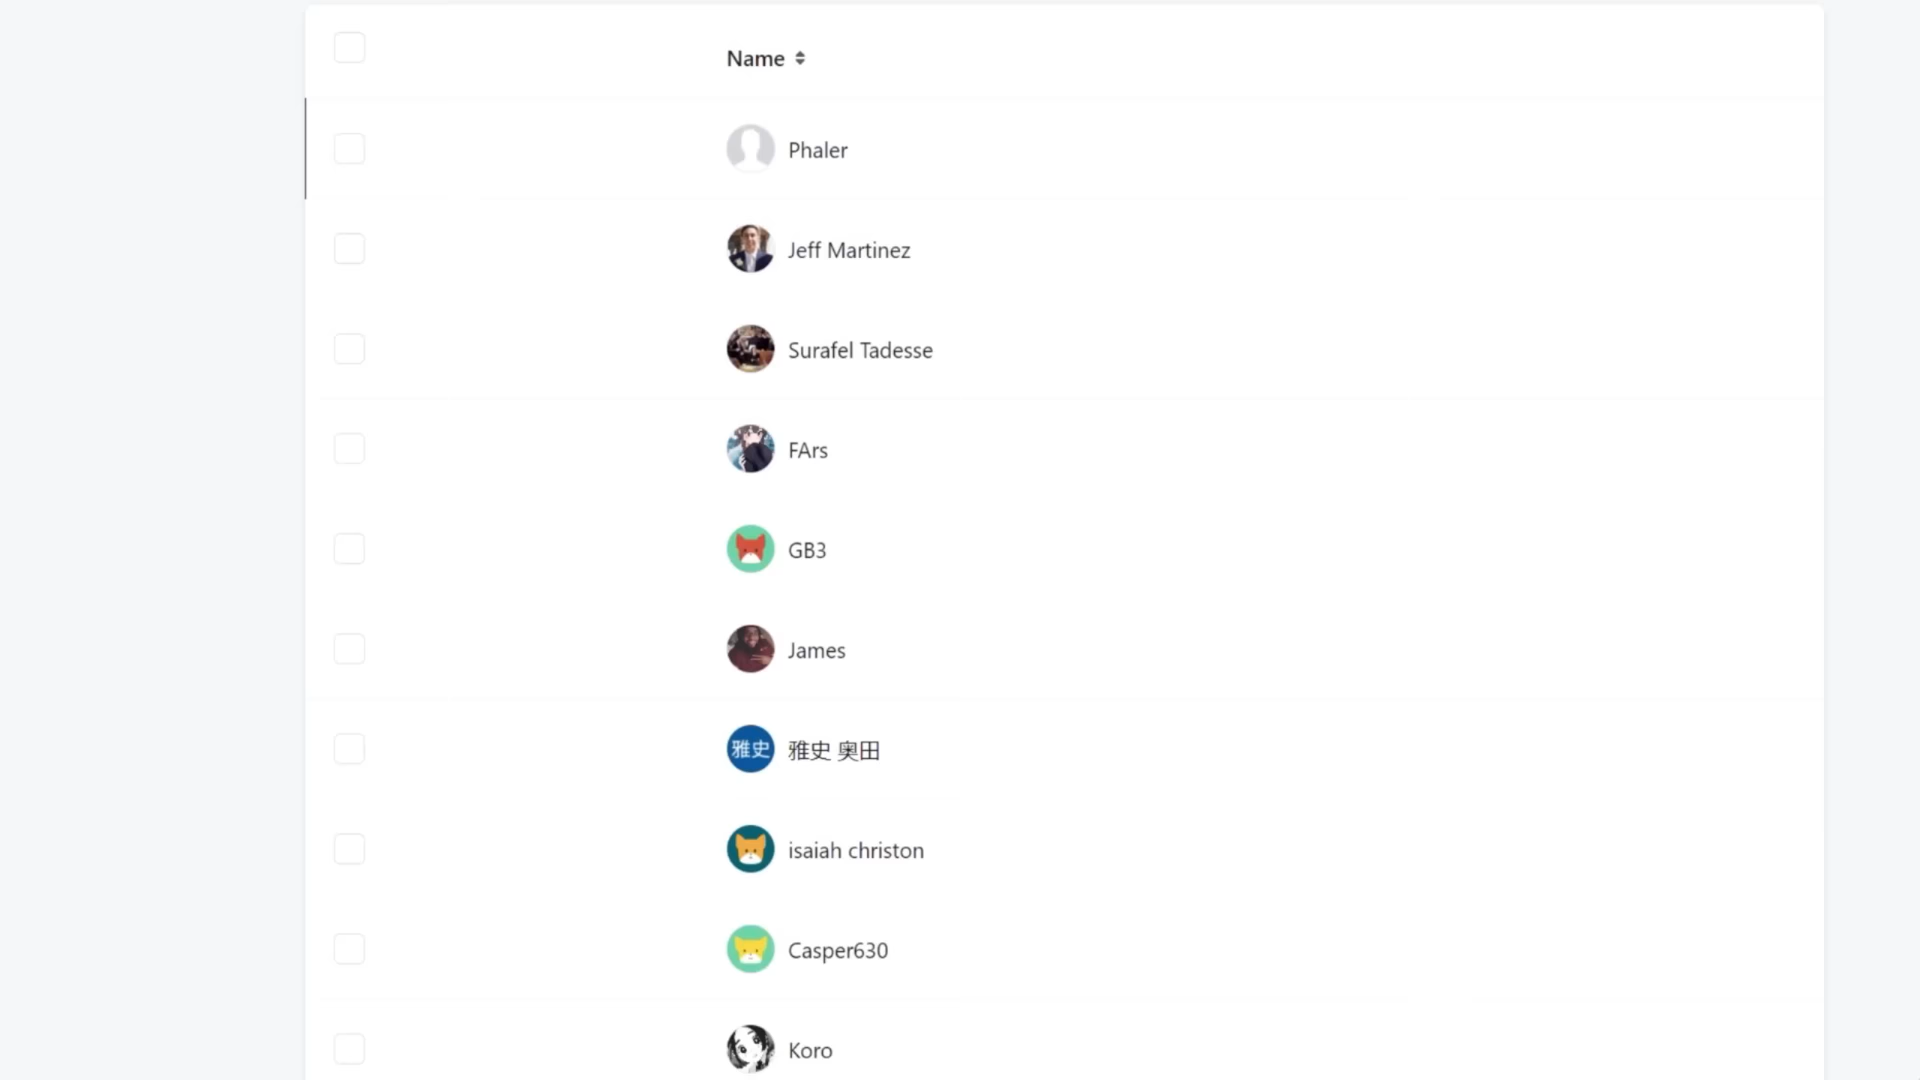 Name
Phaler
Jeff Martinez
Surafel Tadesse
FArs
GB3
James
雅史 雅史 奥田
isaiah christon
Casper630
Koro